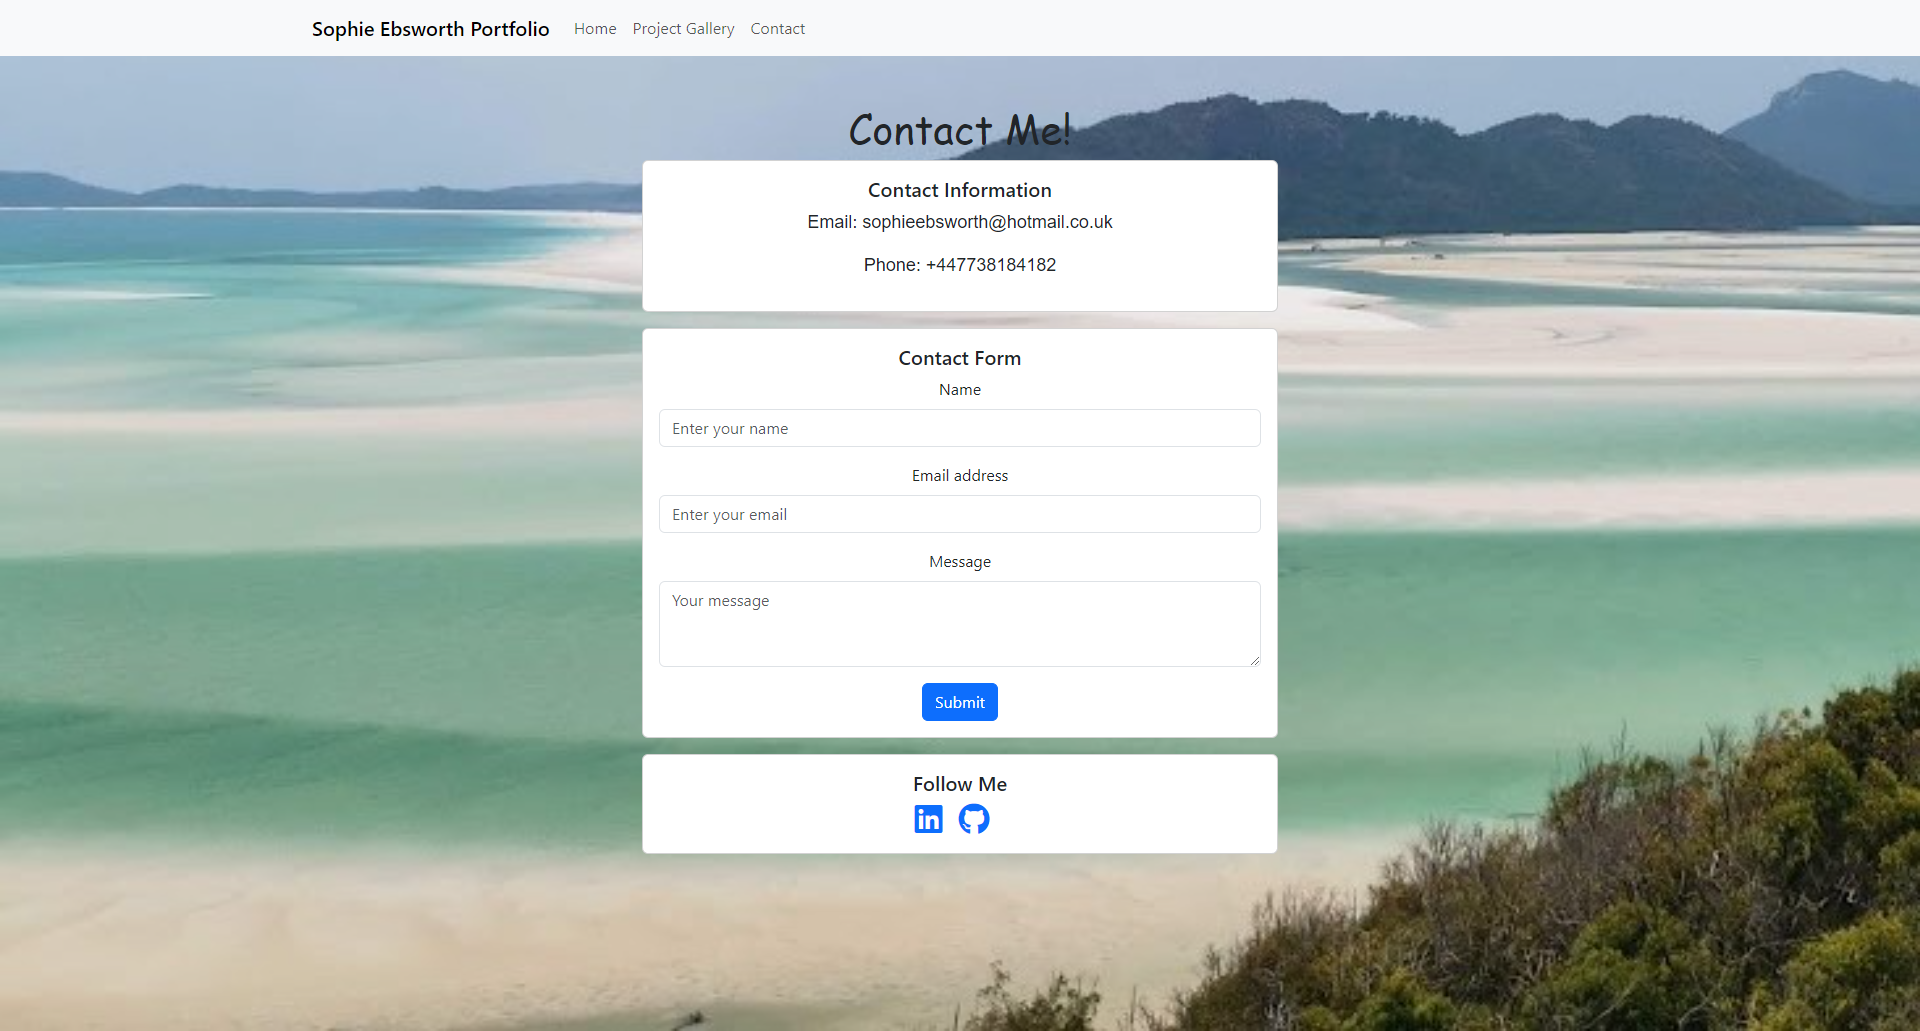 Sophie Ebsworth Portfolio Home Project Gallery Contact
Contact Me!
Contact Information
Email: sophieebsworth@hotmail.co.uk
Phone: +447738184182
Contact Form
Name
Enter your name
Email address
Enter your email
Message
Your message
Submit
Follow Me
in